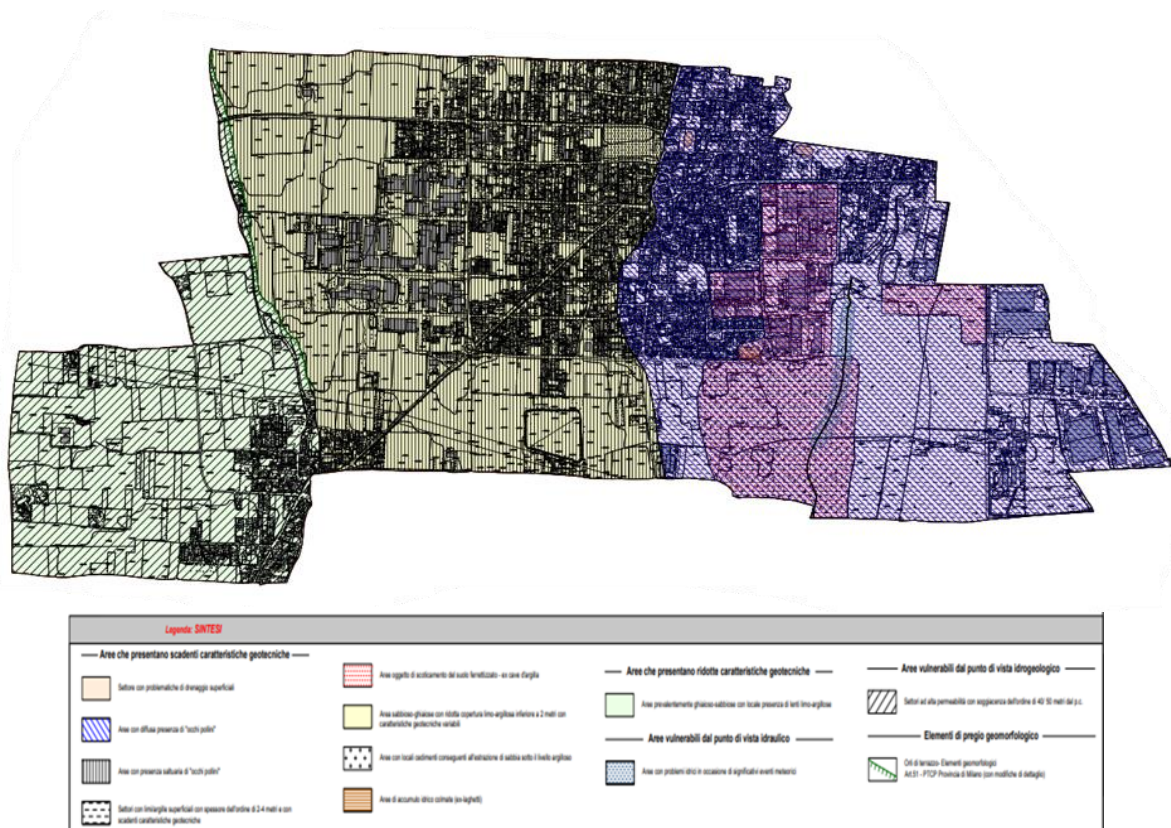 Legenda: SINTESI
Aree che presentano scadenti caratteristiche geotecniche
Settore con problematiche di drenaggio superficiali
Aree con diffusa presenza di "occhi pollini"
Aree con presenza saltuaria di "occhi pollini"
Settori con limi/argille superficiali con spessore dell'ordine di 2-4 metri e con
scadenti caratteristiche geotecniche
Aree oggetto di scoticamento del suolo ferrettizzato - ex cave d'argilla
Area sabbioso-ghiaiose con ridotta copertura limo-argillosa inferiore a 2 metri con
caratteristiche geotecniche variabili
Aree con locali cedimenti conseguenti all'estrazione di sabbia sotto il livello argilloso
Aree di accumulo idrico colmate (ex-laghetti)
Aree che presentano ridotte caratteristiche geotecniche
Aree prevalentemente ghiaioso-sabbiose con locale presenza di lenti limo-argillose
Aree vulnerabili dal punto di vista idraulico
Aree con problemi idrici in occasione di significativi eventi meteorici
Aree vulnerabili dal punto di vista idrogeologico
Settori ad alta permeabilità con soggiacenza dell'ordine di 40/ 50 metri dal p.c.
Elementi di pregio geomorfologico
Orli di terrazzo- Elementi geomorfologici
Art.51 - PTCP Provincia di Milano (con modifiche di dettaglio)